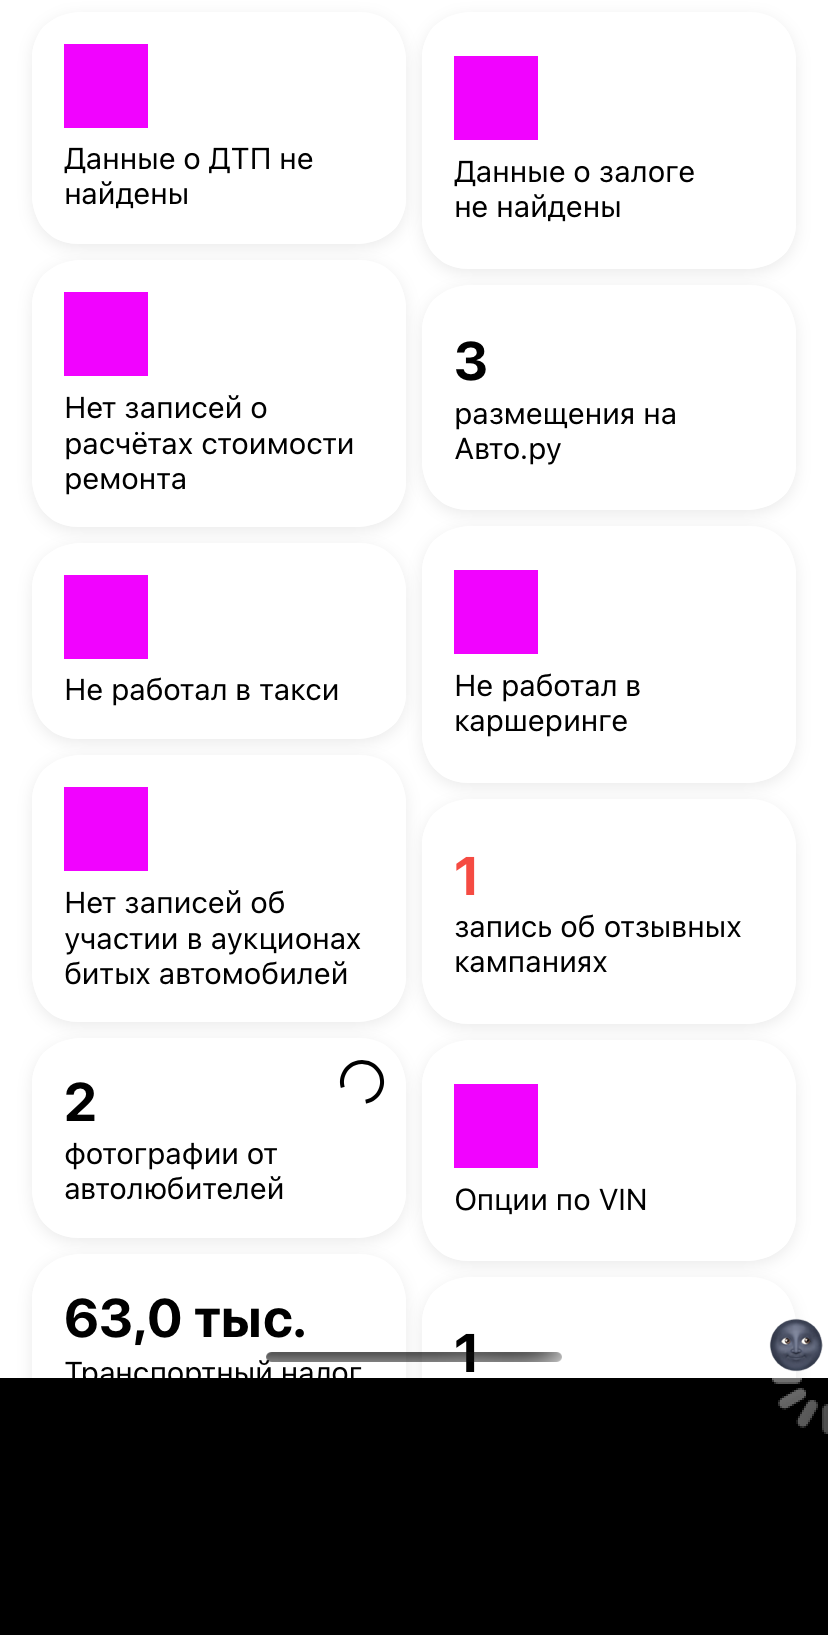 Данные о ДТП не
найдены
Данные о залоге
не найдены
Нет записей о
расчётах стоимости
ремонта
3
размещения на
Авто.ру
Не работал в такси
Не работал в
каршеринге
Нет записей об
участии в аукционах
битых автомобилей
1
запись об отзывных
кампаниях
2
фотографии от
автолюбителей
Опции по VIN
63,0 тыс.
Транспортный налог
1